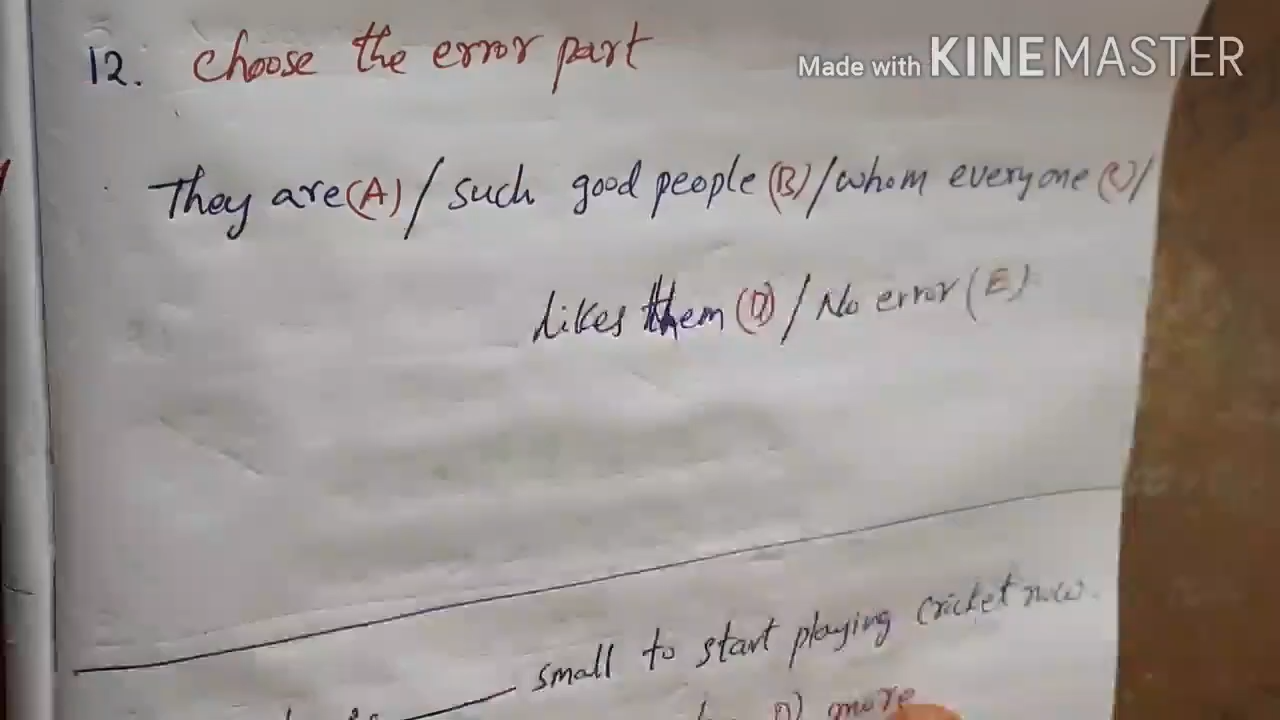 12. Choose the error part
Made with KINEMASTER
They are (A) / such good people (B) / whom everyone (C) /
likes them (D) / No error (E)
small to start playing cricket now.
D) more